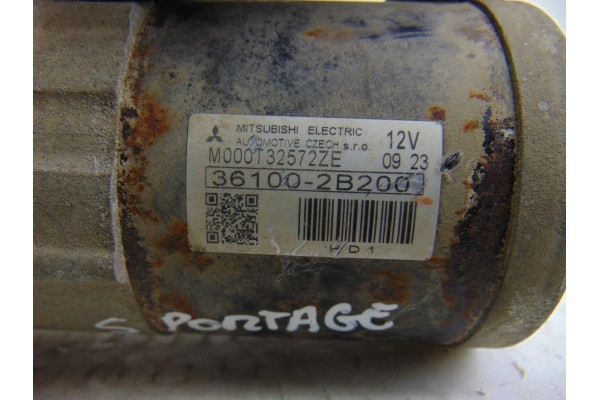 MITSUBISHI ELECTRIC
AUTOMOTIVE CZECH s.r.o. 12V
M000T32572ZE 09 23
36100-2B200
HD1
SPORTAGE